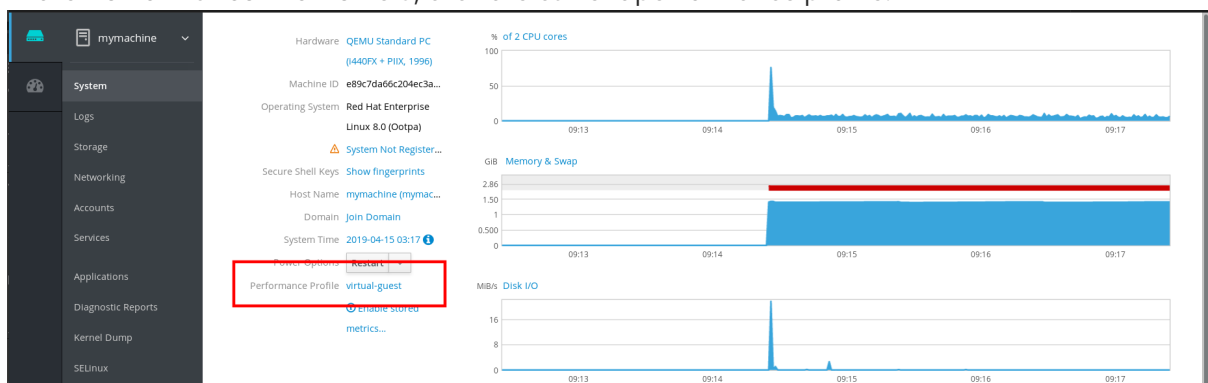 mymachine
System
Logs
Storage
Networking
Accounts
Services
Applications
Diagnostic Reports
Kernel Dump
SELinux
Hardware QEMU Standard PC
(I440FX + PIIX, 1996)
Machine ID e89c7da66c204ec3a...
Operating System Red Hat Enterprise
Linux 8.0 (Ootpa)
System Not Register...
Secure Shell Keys Show fingerprints
Host Name mymachine (mymac...
Domain Join Domain
System Time 2019-04-15 03:17
Power Options Restart
Performance Profile virtual-guest
Enable stored
metrics...
% of 2 CPU cores
100
50
0
09:13 09:14 09:15 09:16 09:17
GiB Memory & Swap
2.86
1.50
1
0.500
0
09:13 09:14 09:15 09:16 09:17
MiB/s Disk I/O
16
8
0
09:13 09:14 09:15 09:16 09:17